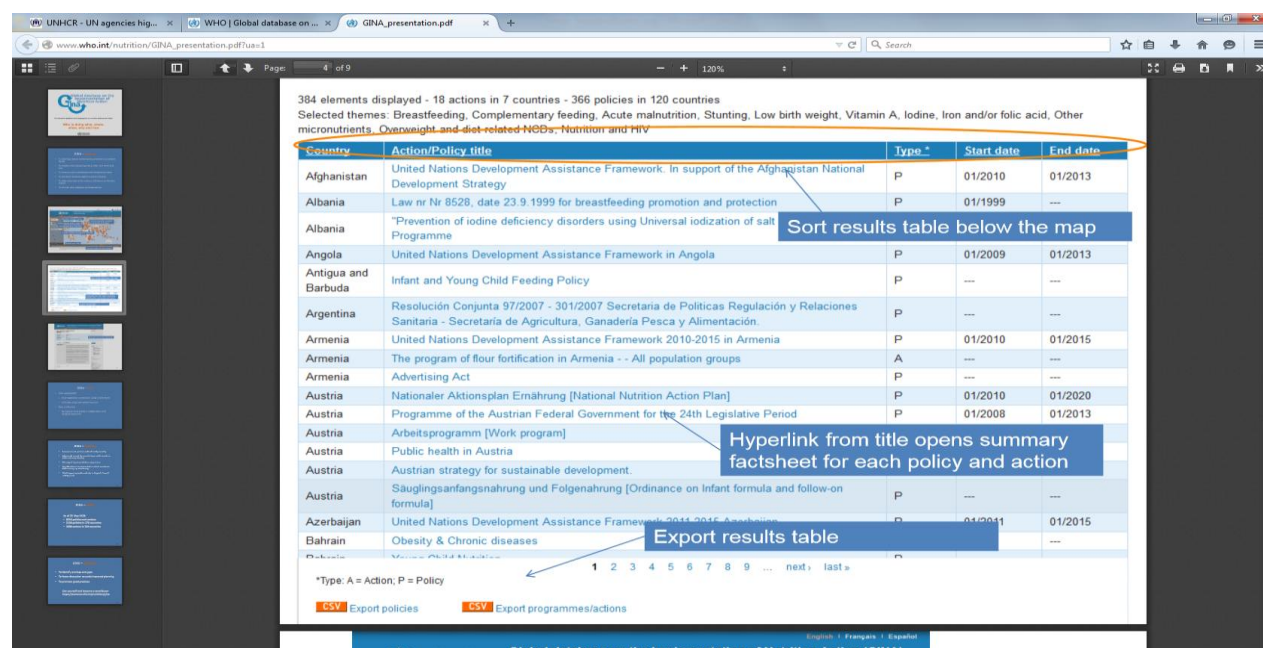 UNHCR - UN agencies hig...
WHO | Global database on ...
GINA_presentation.pdf
www.who.int/nutrition/GINA_presentation.pdf?ua=1
Search
Page: 4 of 9
120%
384 elements displayed - 18 actions in 7 countries - 366 policies in 120 countries
Selected themes: Breastfeeding, Complementary feeding, Acute malnutrition, Stunting, Low birth weight, Vitamin A, Iodine, Iron and/or folic acid, Other
micronutrients, Overweight and diet-related NCDs, Nutrition and HIV
Country Action/Policy title Type * Start date End date
Afghanistan United Nations Development Assistance Framework. In support of the Afghanistan National
Development Strategy P 01/2010 01/2013
Albania Law nr Nr 8528, date 23.9.1999 for breastfeeding promotion and protection P 01/1999 ---
Albania "Prevention of iodine deficiency disorders using Universal iodization of salt
Programme
Sort results table below the map
Angola United Nations Development Assistance Framework in Angola P 01/2009 01/2013
Antigua and
Barbuda Infant and Young Child Feeding Policy P --- ---
Argentina Resolución Conjunta 97/2007 - 301/2007 Secretaria de Politicas Regulación y Relaciones
Sanitaria - Secretaría de Agricultura, Ganadería Pesca y Alimentación. P --- ---
Armenia United Nations Development Assistance Framework 2010-2015 in Armenia P 01/2010 01/2015
Armenia The program of flour fortification in Armenia - - All population groups A --- ---
Armenia Advertising Act P --- ---
Austria Nationaler Aktionsplan Ernährung [National Nutrition Action Plan] P 01/2010 01/2020
Austria Programme of the Austrian Federal Government for the 24th Legislative Period P 01/2008 01/2013
Austria Arbeitsprogramm [Work program]
Austria Public health in Austria
Hyperlink from title opens summary
factsheet for each policy and action
Austria Austrian strategy for sustainable development.
Austria Säuglingsanfangsnahrung und Folgenahrung [Ordinance on Infant formula and follow-on
formula] P --- ---
Azerbaijan United Nations Development Assistance Framework 2011-2015 Azerbaijan P 01/2011 01/2015
Bahrain Obesity & Chronic diseases ---
Export results table
Bahrain Young Child Nutrition P
1 2 3 4 5 6 7 8 9 ... next › last »
*Type: A = Action; P = Policy
CSV Export policies CSV Export programmes/actions
English | Français | Español